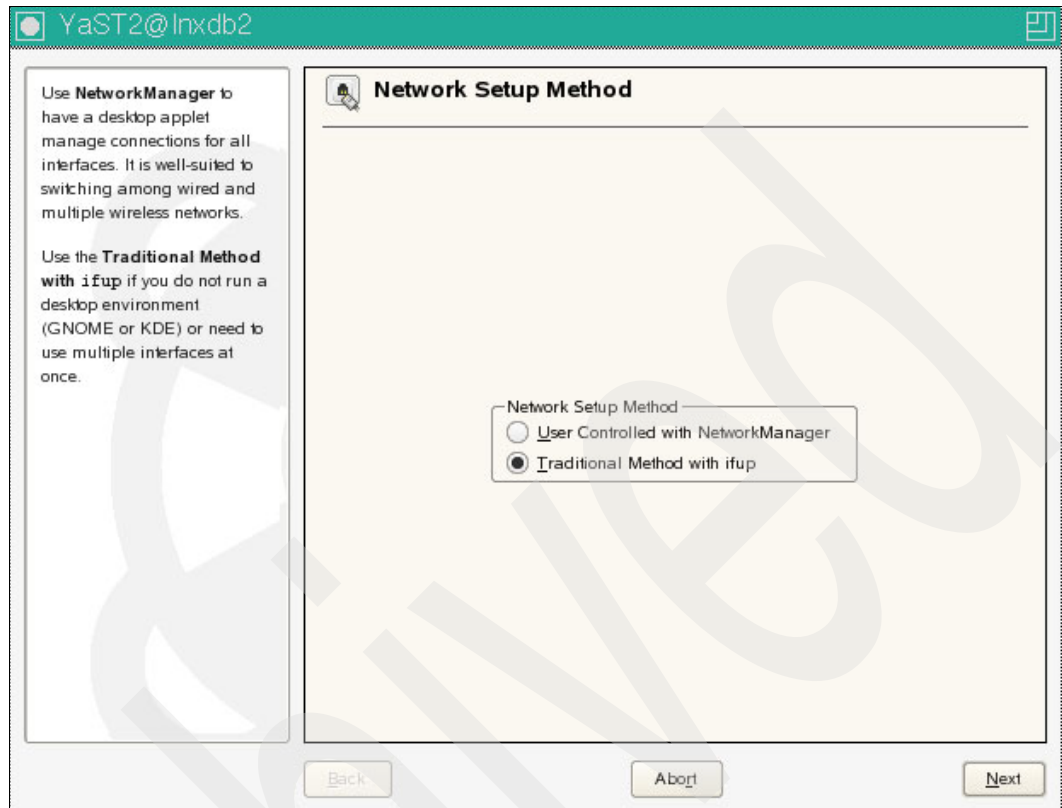 YaST2@lnxdb2
Use NetworkManager to
have a desktop applet
manage connections for all
interfaces. It is well-suited to
switching among wired and
multiple wireless networks.
Use the Traditional Method
with ifup if you do not run a
desktop environment
(GNOME or KDE) or need to
use multiple interfaces at
once.
Network Setup Method
Network Setup Method
User Controlled with NetworkManager
Traditional Method with ifup
Back
Abort
Next